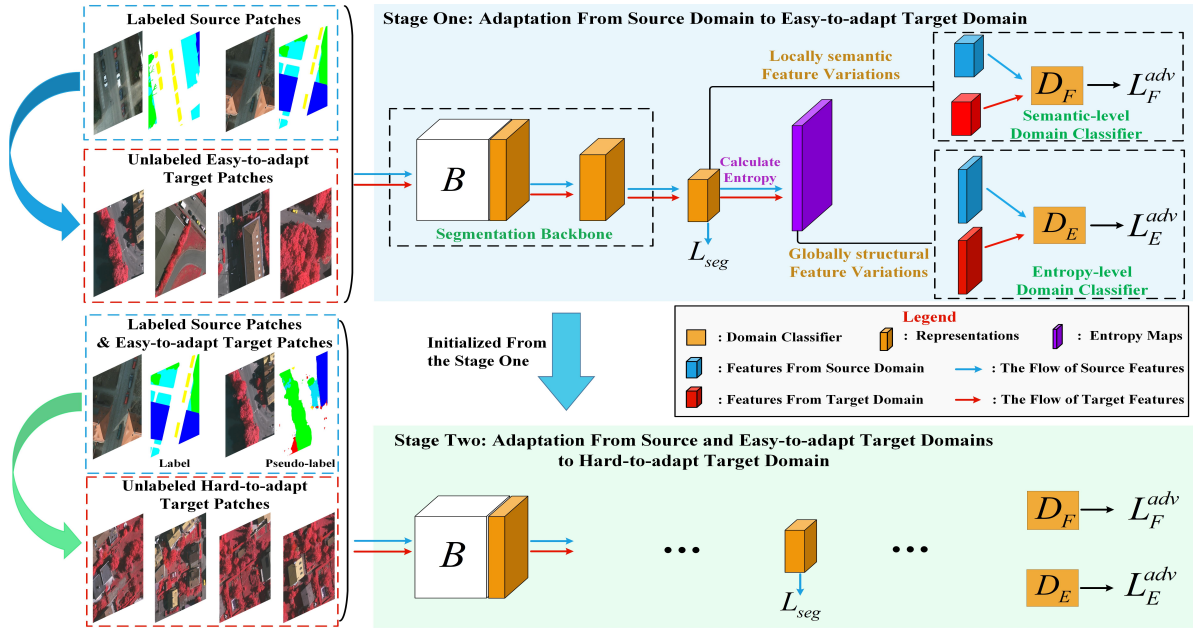 Labeled Source Patches
Unlabeled Easy-to-adapt
Target Patches
Stage One: Adaptation From Source Domain to Easy-to-adapt Target Domain
B
Segmentation Backbone
L_seg
Calculate
Entropy
Locally semantic
Feature Variations
Globally structural
Feature Variations
D_F
L_F^adv
Semantic-level
Domain Classifier
D_E
L_E^adv
Entropy-level
Domain Classifier
Legend
: Domain Classifier
: Representations
: Entropy Maps
: Features From Source Domain
: The Flow of Source Features
: Features From Target Domain
: The Flow of Target Features
Initialized From
the Stage One
Labeled Source Patches
& Easy-to-adapt Target Patches
Label
Pseudo-label
Unlabeled Hard-to-adapt
Target Patches
Stage Two: Adaptation From Source and Easy-to-adapt Target Domains
to Hard-to-adapt Target Domain
B
...
L_seg
...
D_F
L_F^adv
D_E
L_E^adv